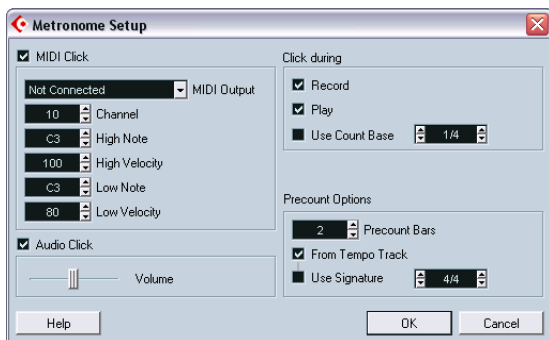 Metronome Setup
MIDI Click
Not Connected MIDI Output
10 Channel
C3 High Note
100 High Velocity
C3 Low Note
80 Low Velocity
Audio Click
Volume
Click during
Record
Play
Use Count Base 1/4
Precount Options
2 Precount Bars
From Tempo Track
Use Signature 4/4
Help
OK
Cancel